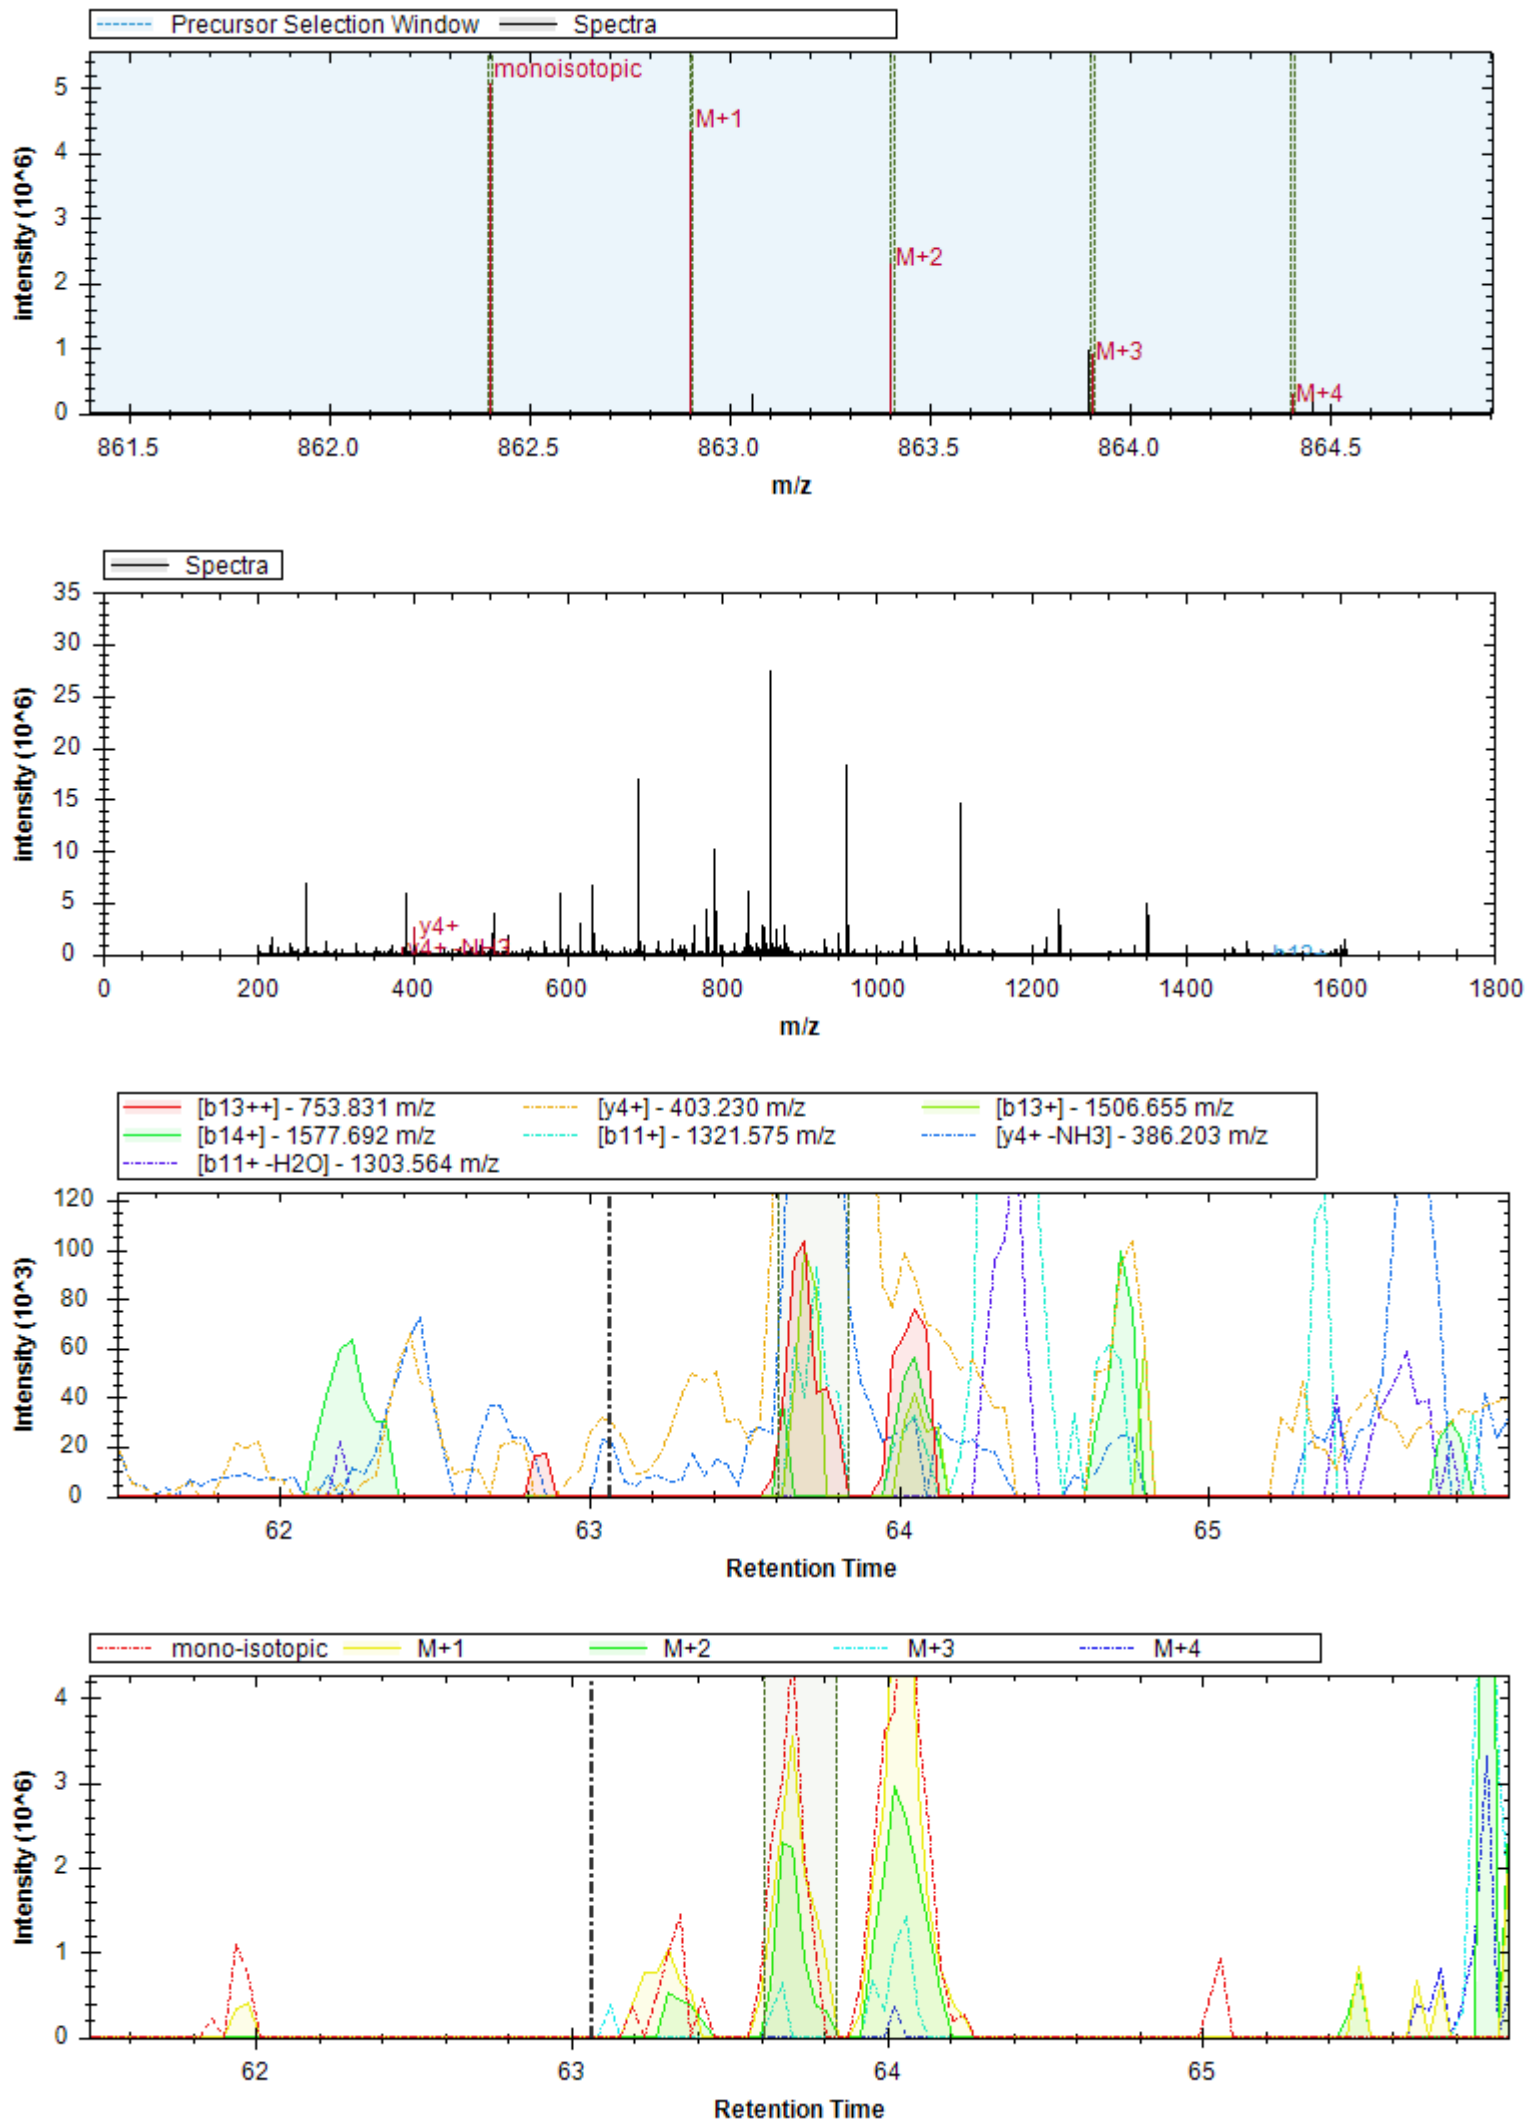 Precursor Selection Window Spectra
monoisotopic
M+1
M+2
M+3
M+4
intensity (10^6)
5
4
3
2
1
0
861.5 862.0 862.5 863.0 863.5 864.0 864.5
m/z
Spectra
intensity (10^6)
35
30
25
20
15
10
5
0
y4+
y4+ -NH3
0 200 400 600 800 1000 1200 1400 1600 1800
m/z
[b13++] - 753.831 m/z [y4+] - 403.230 m/z [b13+] - 1506.655 m/z
[b14+] - 1577.692 m/z [b11+] - 1321.575 m/z [y4+ -NH3] - 386.203 m/z
[b11+ -H2O] - 1303.564 m/z
Intensity (10^3)
120
100
80
60
40
20
0
62 63 64 65
Retention Time
mono-isotopic M+1 M+2 M+3 M+4
Intensity (10^6)
4
3
2
1
0
62 63 64 65
Retention Time